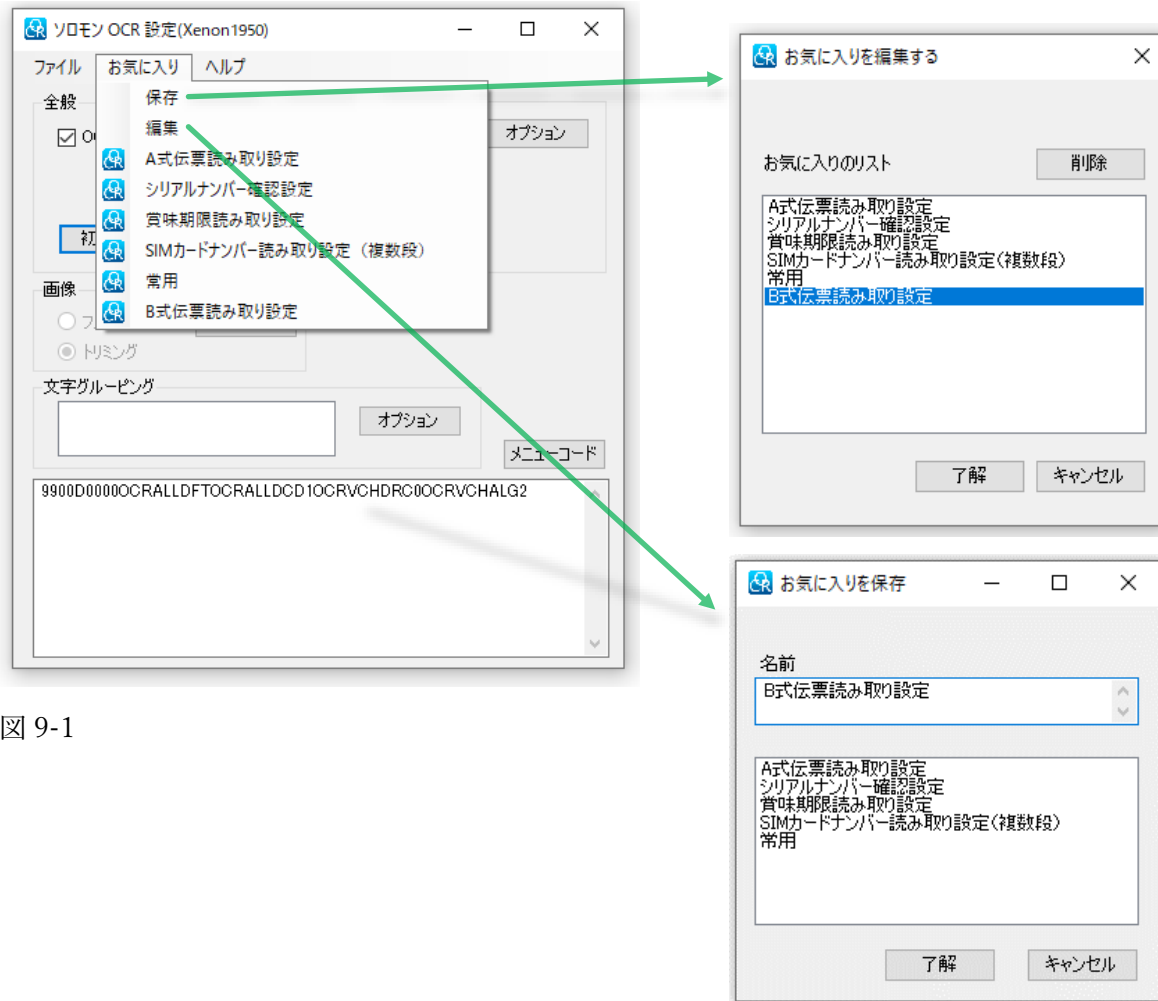 ソロモン OCR 設定(Xenon1950)
ファイル お気に入り ヘルプ
全般
保存
編集
オプション
A式伝票読み取り設定
シリアルナンバー確認設定
賞味期限読み取り設定
SIMカードナンバー読み取り設定（複数段）
常用
B式伝票読み取り設定
画像
トリミング
文字グルーピング
オプション
メニューコード
9900D0000OCRALLDFTOCRALLDCD1OCRVCHDRC0OCRVCHALG2
図 9-1
お気に入りを編集する
お気に入りのリスト
削除
A式伝票読み取り設定
シリアルナンバー確認設定
賞味期限読み取り設定
SIMカードナンバー読み取り設定(複数段)
常用
B式伝票読み取り設定
了解 キャンセル
お気に入りを保存
名前
B式伝票読み取り設定
A式伝票読み取り設定
シリアルナンバー確認設定
賞味期限読み取り設定
SIMカードナンバー読み取り設定(複数段)
常用
了解 キャンセル